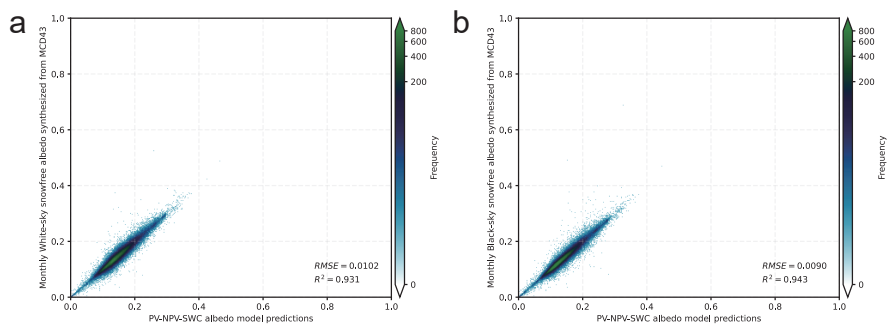 a
Monthly White-sky snowfree albedo synthesized from MCD43
1.0
0.8
0.6
0.4
0.2
0.0
0.0 0.2 0.4 0.6 0.8 1.0
PV-NPV-SWC albedo model predictions
RMSE = 0.0102
R² = 0.931
800
600
400
200
0
Frequency
b
Monthly Black-sky snowfree albedo synthesized from MCD43
1.0
0.8
0.6
0.4
0.2
0.0
0.0 0.2 0.4 0.6 0.8 1.0
PV-NPV-SWC albedo model predictions
RMSE = 0.0090
R² = 0.943
800
600
400
200
0
Frequency